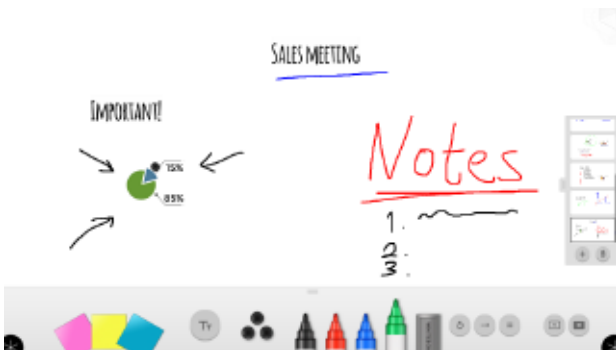 SALES MEETING
IMPORTANT!
15%
85%
Notes
1.
2.
3.
Tт